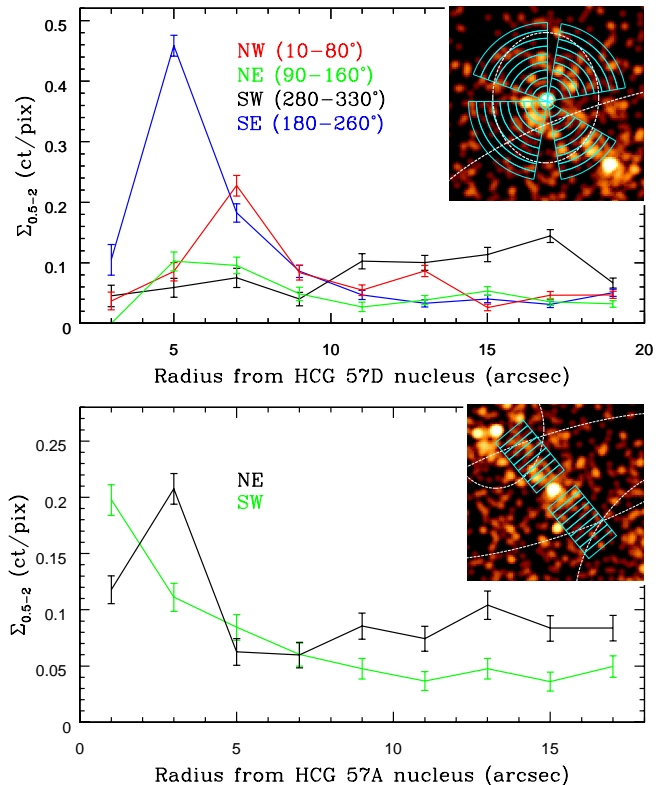 0.5
0.4
0.3
0.2
0.1
0
Σ0.5−2 (ct/pix)
NW (10−80°)
NE (90−160°)
SW (280−330°)
SE (180−260°)
5
10
15
20
Radius from HCG 57D nucleus (arcsec)
0.25
0.2
0.15
0.1
0.05
0
Σ0.5−2 (ct/pix)
NE
SW
0
5
10
15
Radius from HCG 57A nucleus (arcsec)